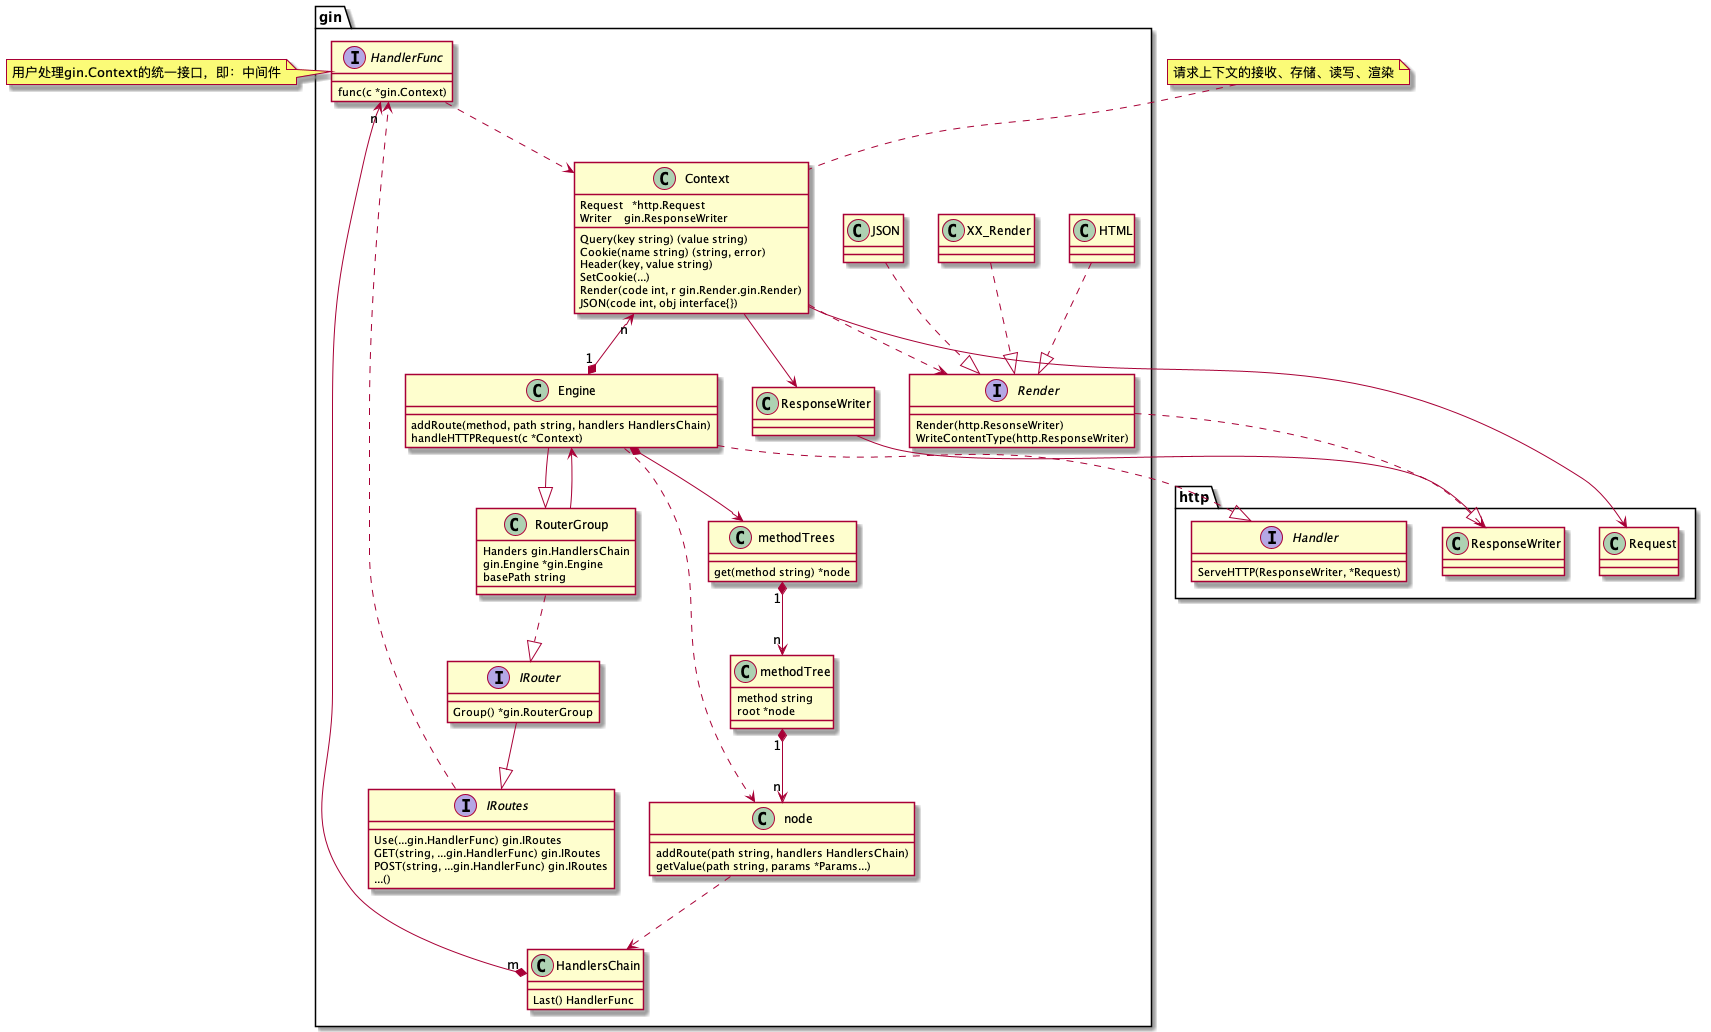 gin
I HandlerFunc
func(c *gin.Context)
用户处理gin.Context的统一接口，即：中间件
请求上下文的接收、存储、读写、渲染
n
C Context
Request *http.Request
Writer gin.ResponseWriter
Query(key string) (value string)
Cookie(name string) (string, error)
Header(key, value string)
SetCookie(...)
Render(code int, r gin.Render.gin.Render)
JSON(code int, obj interface{})
C JSON
C XX_Render
C HTML
n
1
C Engine
addRoute(method, path string, handlers HandlersChain)
handleHTTPRequest(c *Context)
C ResponseWriter
I Render
Render(http.ResonseWriter)
WriteContentType(http.ResponseWriter)
http
I Handler
ServeHTTP(ResponseWriter, *Request)
C ResponseWriter
C Request
C RouterGroup
Handers gin.HandlersChain
gin.Engine *gin.Engine
basePath string
C methodTrees
get(method string) *node
1
n
I IRouter
Group() *gin.RouterGroup
C methodTree
method string
root *node
1
n
I IRoutes
Use(...gin.HandlerFunc) gin.IRoutes
GET(string, ...gin.HandlerFunc) gin.IRoutes
POST(string, ...gin.HandlerFunc) gin.IRoutes
...()
C node
addRoute(path string, handlers HandlersChain)
getValue(path string, params *Params...)
m
C HandlersChain
Last() HandlerFunc